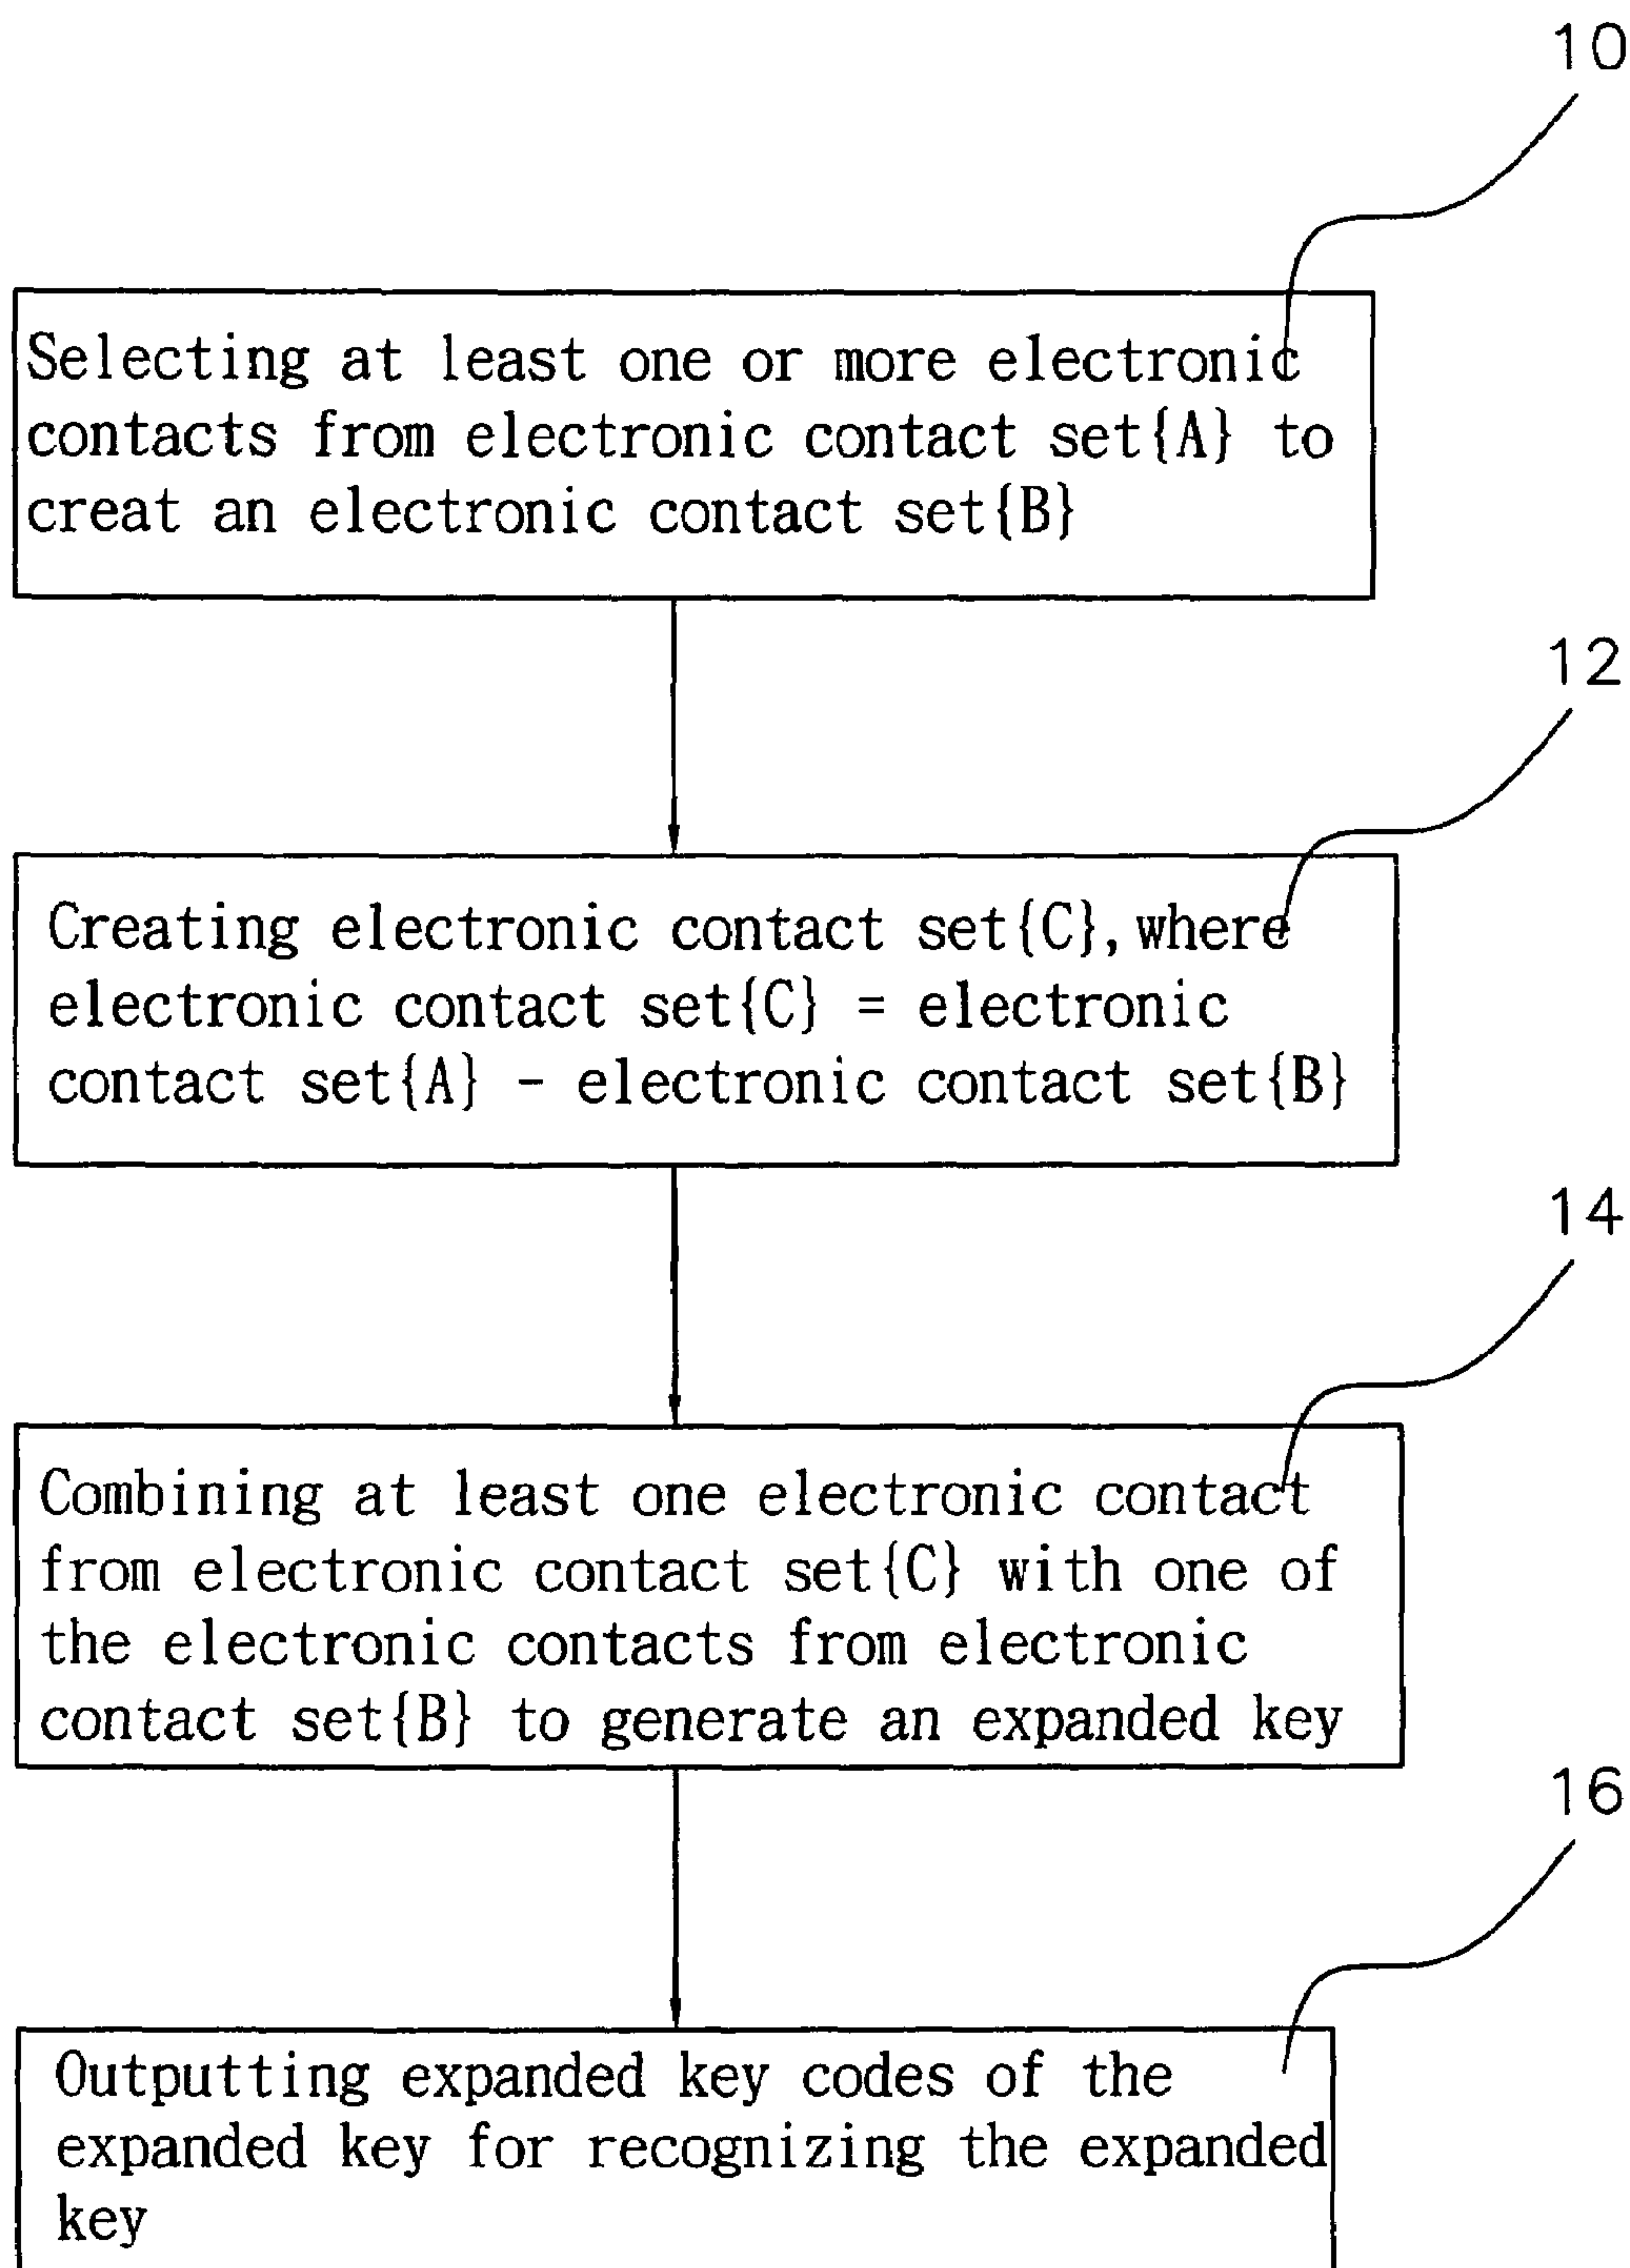 10
Selecting at least one or more electronic
contacts from electronic contact set{A} to
creat an electronic contact set{B}
12
Creating electronic contact set{C}, where
electronic contact set{C} = electronic
contact set{A} - electronic contact set{B}
14
Combining at least one electronic contact
from electronic contact set{C} with one of
the electronic contacts from electronic
contact set{B} to generate an expanded key
16
Outputting expanded key codes of the
expanded key for recognizing the expanded
key